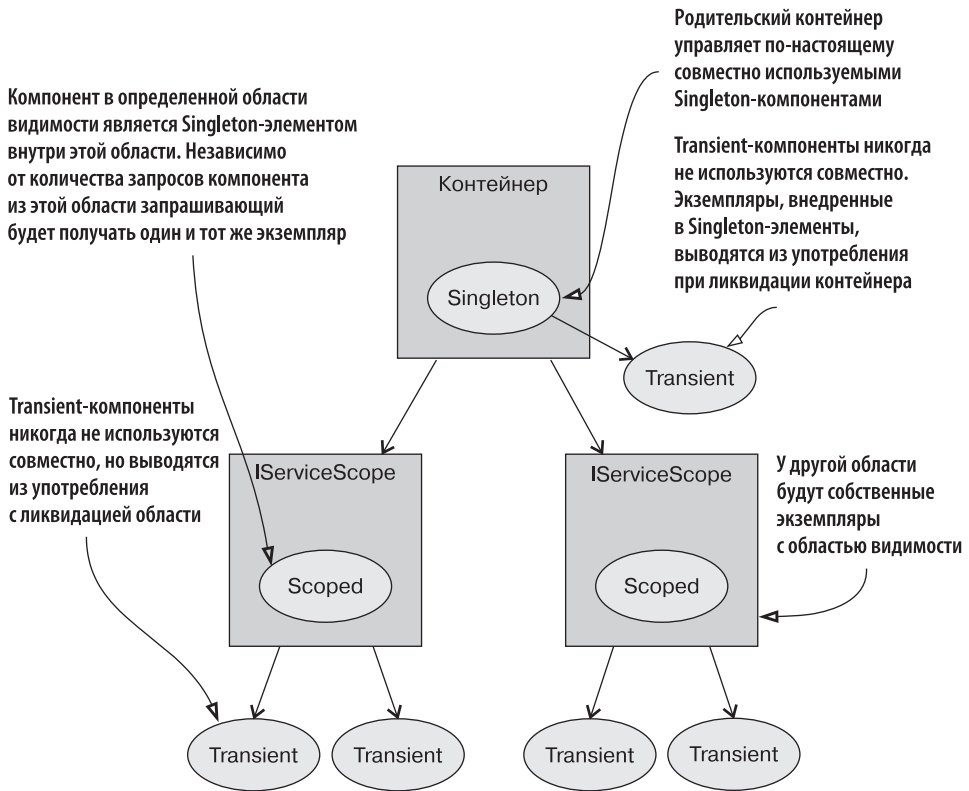 Родительский контейнер
управляет по-настоящему
совместно используемыми
Singleton-компонентами
Компонент в определенной области
видимости является Singleton-элементом
внутри этой области. Независимо
от количества запросов компонента
из этой области запрашивающий
будет получать один и тот же экземпляр
Transient-компоненты никогда
не используются совместно.
Экземпляры, внедренные
в Singleton-элементы,
выводятся из употребления
при ликвидации контейнера
Контейнер
Singleton
Transient
Transient-компоненты
никогда не используются
совместно, но выводятся
из употребления
с ликвидацией области
IServiceScope
Scoped
IServiceScope
Scoped
У другой области
будут собственные
экземпляры
с областью видимости
Transient
Transient
Transient
Transient